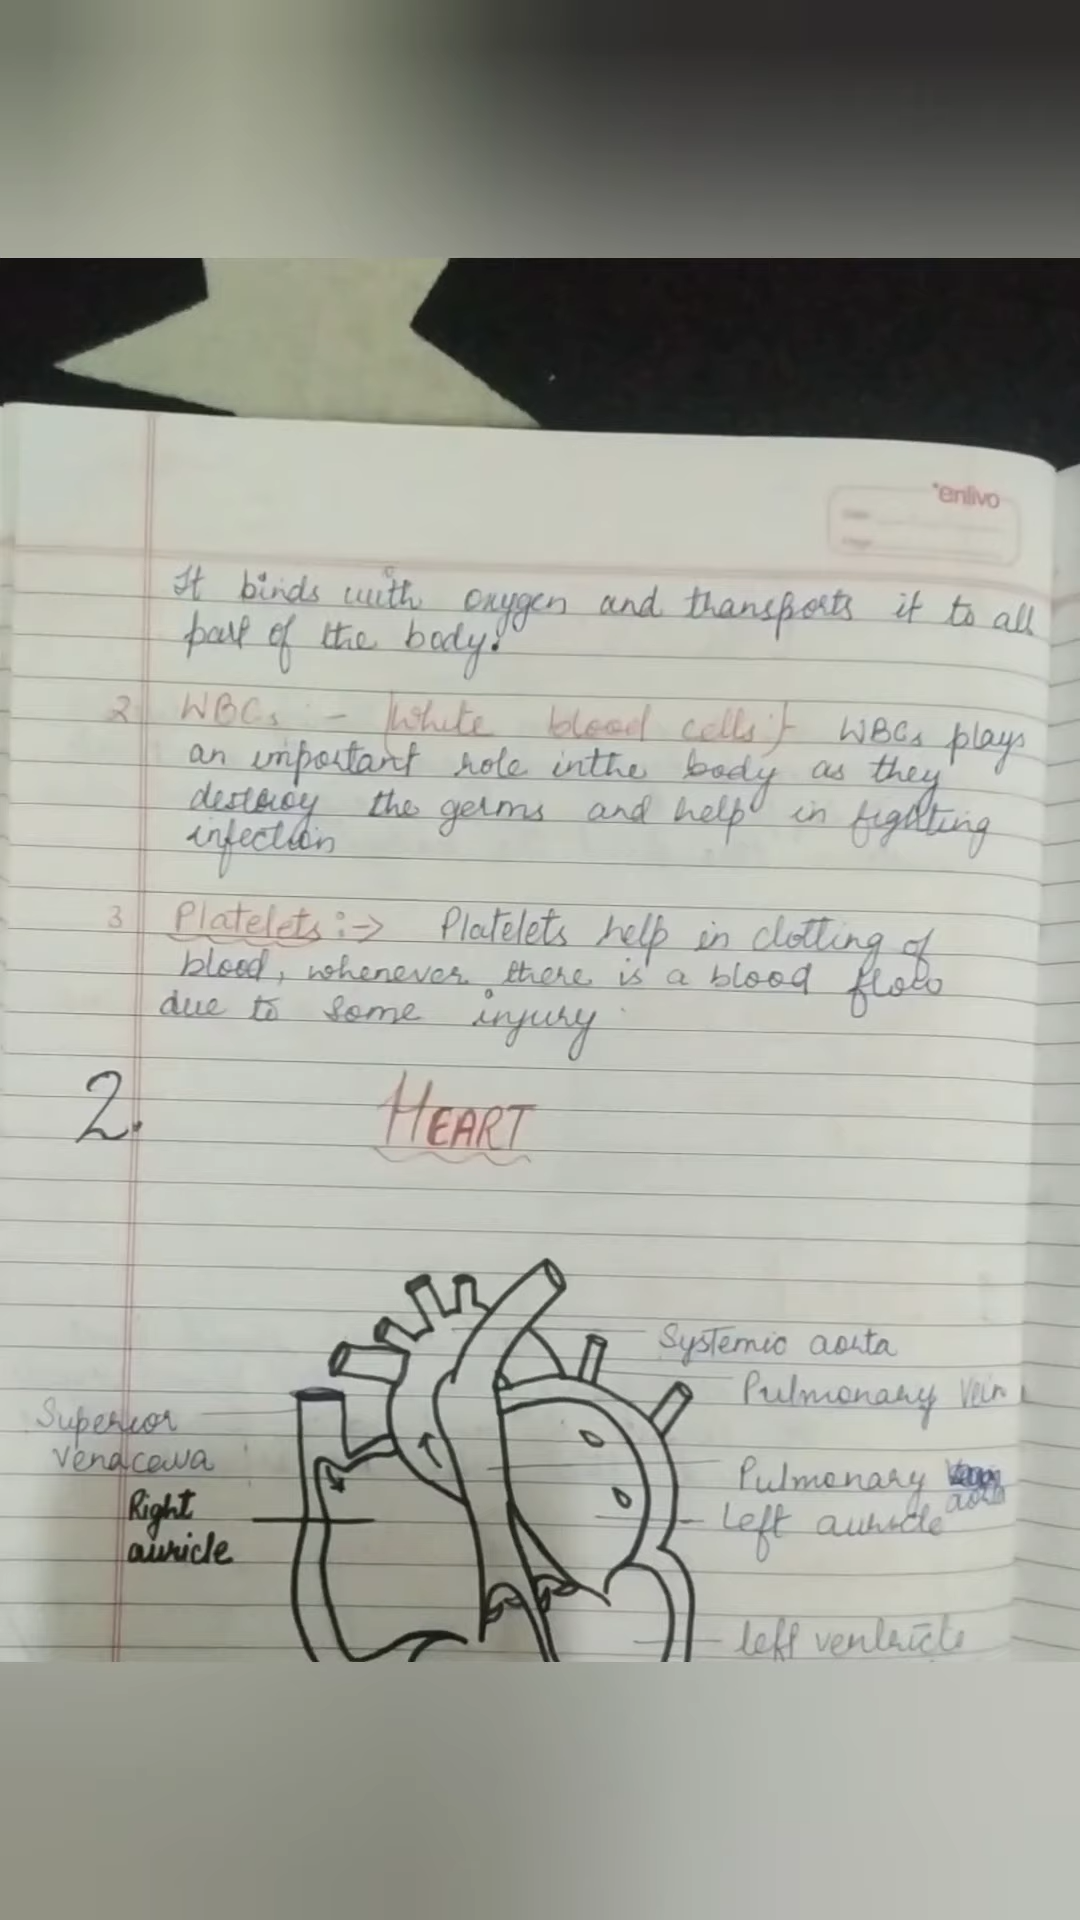 enlivo
It binds with oxygen and transports it to all
part of the body.
2 WBCs - [White blood cells:] WBCs plays
an important role inthe body as they
destroy the germs and help in fighting
infection
3 Platelets :-> Platelets help in clotting of
blood, whenever there is a blood flow
due to some injury
2. HEART
Systemic aorta
Pulmonary Vein
Superior
Venacava
Pulmonary
aorta
Right
auricle
Left auricle
left ventricle